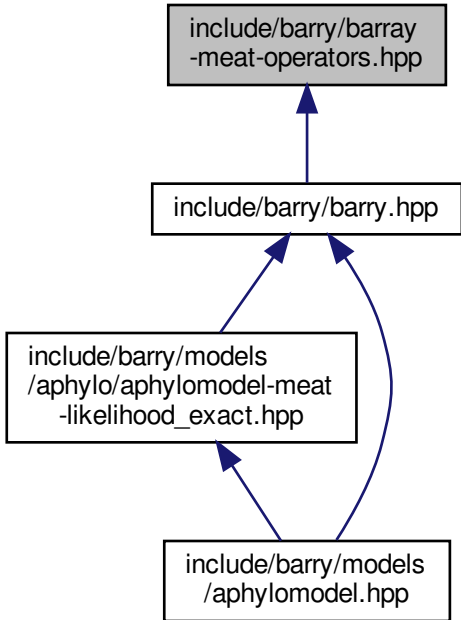 include/barry/barray
-meat-operators.hpp
include/barry/barry.hpp
include/barry/models
/aphylo/aphylomodel-meat
-likelihood_exact.hpp
include/barry/models
/aphylomodel.hpp